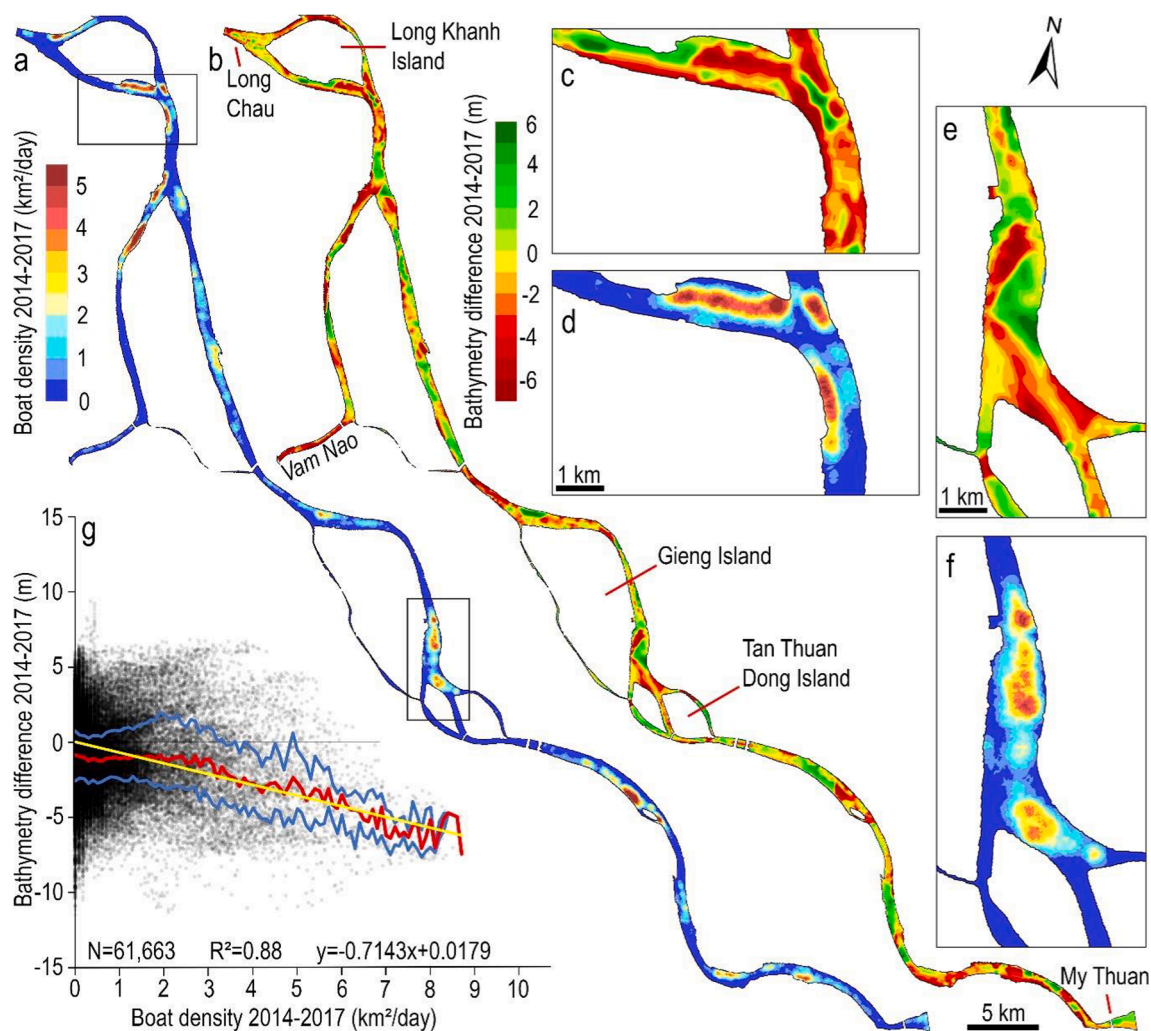 a
b
Long Khanh
Island
Long
Chau
c
N
e
Boat density 2014-2017 (km²/day)
5
4
3
2
1
0
Bathymetry difference 2014-2017 (m)
6
4
2
0
-2
-4
-6
d
1 km
1 km
Vam Nao
f
g
Gieng Island
Tan Thuan
Dong Island
Bathymetry difference 2014-2017 (m)
15
10
5
0
-5
-10
-15
N=61,663 R²=0.88 y=-0.7143x+0.0179
0 1 2 3 4 5 6 7 8 9 10
Boat density 2014-2017 (km²/day)
My Thuan
5 km